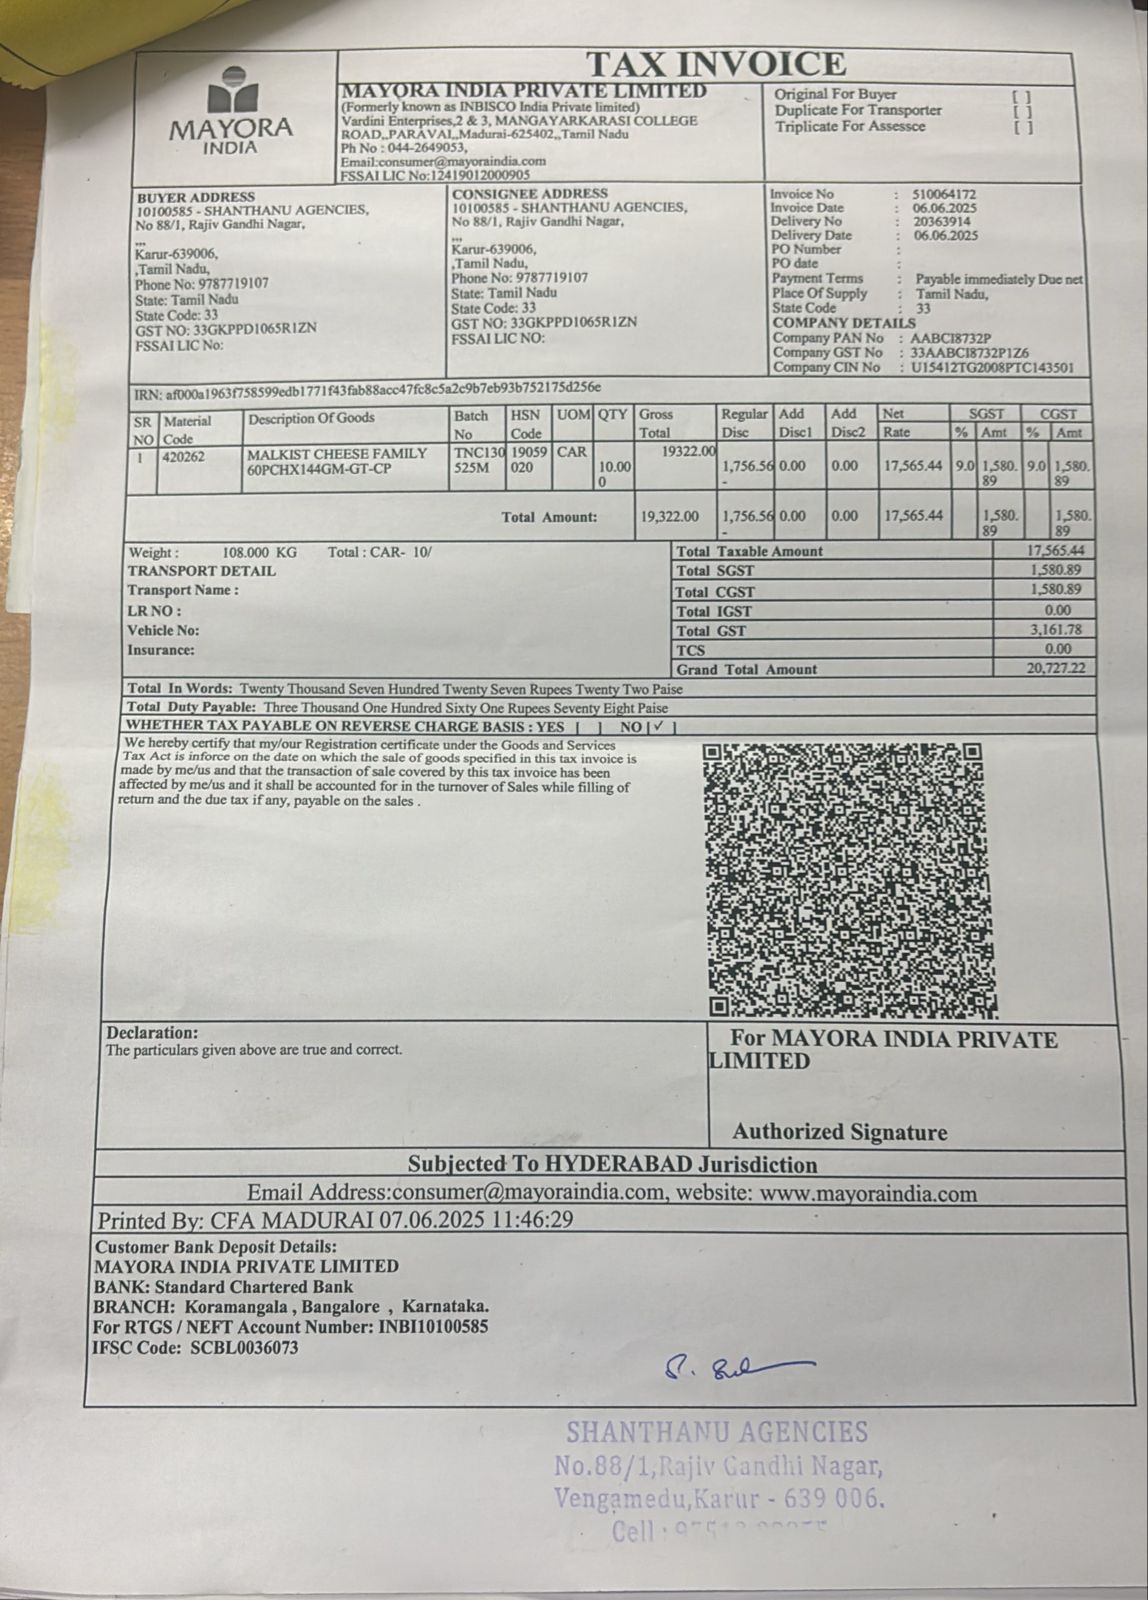 TAX INVOICE
MAYORA
INDIA
MAYORA INDIA PRIVATE LIMITED
(Formerly known as INBISCO India Private limited)
Vardini Enterprises,2 & 3, MANGAYARKARASI COLLEGE
ROAD,,PARAVAI,,Madurai-625402,,Tamil Nadu
Ph No : 044-2649053,
Email:consumer@mayoraindia.com
FSSAI LIC No:12419012000905
Original For Buyer [ ]
Duplicate For Transporter [ ]
Triplicate For Assessce [ ]
BUYER ADDRESS
10100585 - SHANTHANU AGENCIES,
No 88/1, Rajiv Gandhi Nagar,
,,,
Karur-639006,
,Tamil Nadu,
Phone No: 9787719107
State: Tamil Nadu
State Code: 33
GST NO: 33GKPPD1065R1ZN
FSSAI LIC No:
CONSIGNEE ADDRESS
10100585 - SHANTHANU AGENCIES,
No 88/1, Rajiv Gandhi Nagar,
,,,
Karur-639006,
,Tamil Nadu,
Phone No: 9787719107
State: Tamil Nadu
State Code: 33
GST NO: 33GKPPD1065R1ZN
FSSAI LIC NO:
Invoice No : 510064172
Invoice Date : 06.06.2025
Delivery No : 20363914
Delivery Date : 06.06.2025
PO Number :
PO date :
Payment Terms : Payable immediately Due net
Place Of Supply : Tamil Nadu,
State Code : 33
COMPANY DETAILS
Company PAN No : AABCI8732P
Company GST No : 33AABCI8732P1Z6
Company CIN No : U15412TG2008PTC143501
IRN: af000a1963f758599edb1771f43fab88acc47fc8c5a2c9b7eb93b752175d256e
SR Material Description Of Goods Batch HSN UOM QTY Gross Regular Add Add Net SGST CGST
NO Code No Code Total Disc Disc1 Disc2 Rate % Amt % Amt
1 420262 MALKIST CHEESE FAMILY TNC130 19059 CAR 19322.00
60PCHX144GM-GT-CP 525M 020 10.00 1,756.56 0.00 0.00 17,565.44 9.0 1,580. 9.0 1,580.
0 - 89 89
Total Amount: 19,322.00 1,756.56 0.00 0.00 17,565.44 1,580. 1,580.
- 89 89
Weight : 108.000 KG Total : CAR- 10/
TRANSPORT DETAIL
Transport Name :
LR NO :
Vehicle No:
Insurance:
Total Taxable Amount 17,565.44
Total SGST 1,580.89
Total CGST 1,580.89
Total IGST 0.00
Total GST 3,161.78
TCS 0.00
Grand Total Amount 20,727.22
Total In Words: Twenty Thousand Seven Hundred Twenty Seven Rupees Twenty Two Paise
Total Duty Payable: Three Thousand One Hundred Sixty One Rupees Seventy Eight Paise
WHETHER TAX PAYABLE ON REVERSE CHARGE BASIS : YES [ ] NO [✓ ]
We hereby certify that my/our Registration certificate under the Goods and Services
Tax Act is inforce on the date on which the sale of goods specified in this tax invoice is
made by me/us and that the transaction of sale covered by this tax invoice has been
affected by me/us and it shall be accounted for in the turnover of Sales while filling of
return and the due tax if any, payable on the sales .
Declaration:
The particulars given above are true and correct.
For MAYORA INDIA PRIVATE
LIMITED
Authorized Signature
Subjected To HYDERABAD Jurisdiction
Email Address:consumer@mayoraindia.com, website: www.mayoraindia.com
Printed By: CFA MADURAI 07.06.2025 11:46:29
Customer Bank Deposit Details:
MAYORA INDIA PRIVATE LIMITED
BANK: Standard Chartered Bank
BRANCH: Koramangala , Bangalore , Karnataka.
For RTGS / NEFT Account Number: INBI10100585
IFSC Code: SCBL0036073
SHANTHANU AGENCIES
No.88/1,Rajiv Gandhi Nagar,
Vengamedu,Karur - 639 006.
Cell :